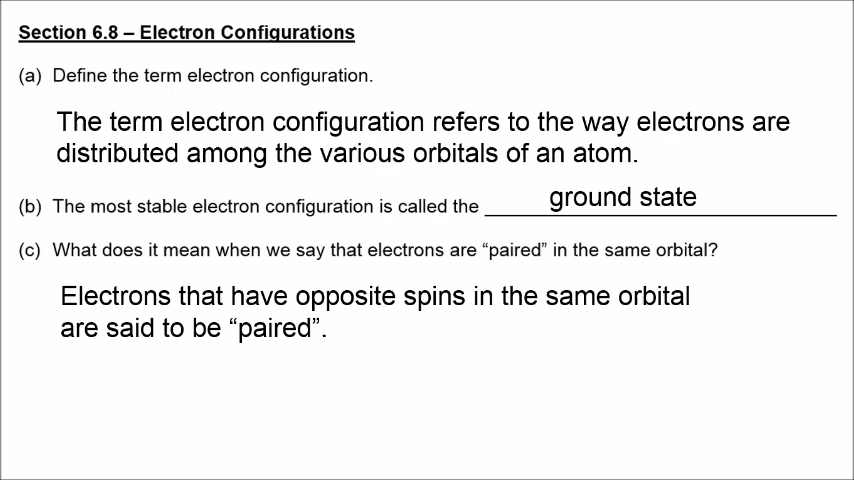 Section 6.8 – Electron Configurations
(a) Define the term electron configuration.
The term electron configuration refers to the way electrons are
distributed among the various orbitals of an atom.
(b) The most stable electron configuration is called the ground state
(c) What does it mean when we say that electrons are “paired” in the same orbital?
Electrons that have opposite spins in the same orbital
are said to be “paired”.